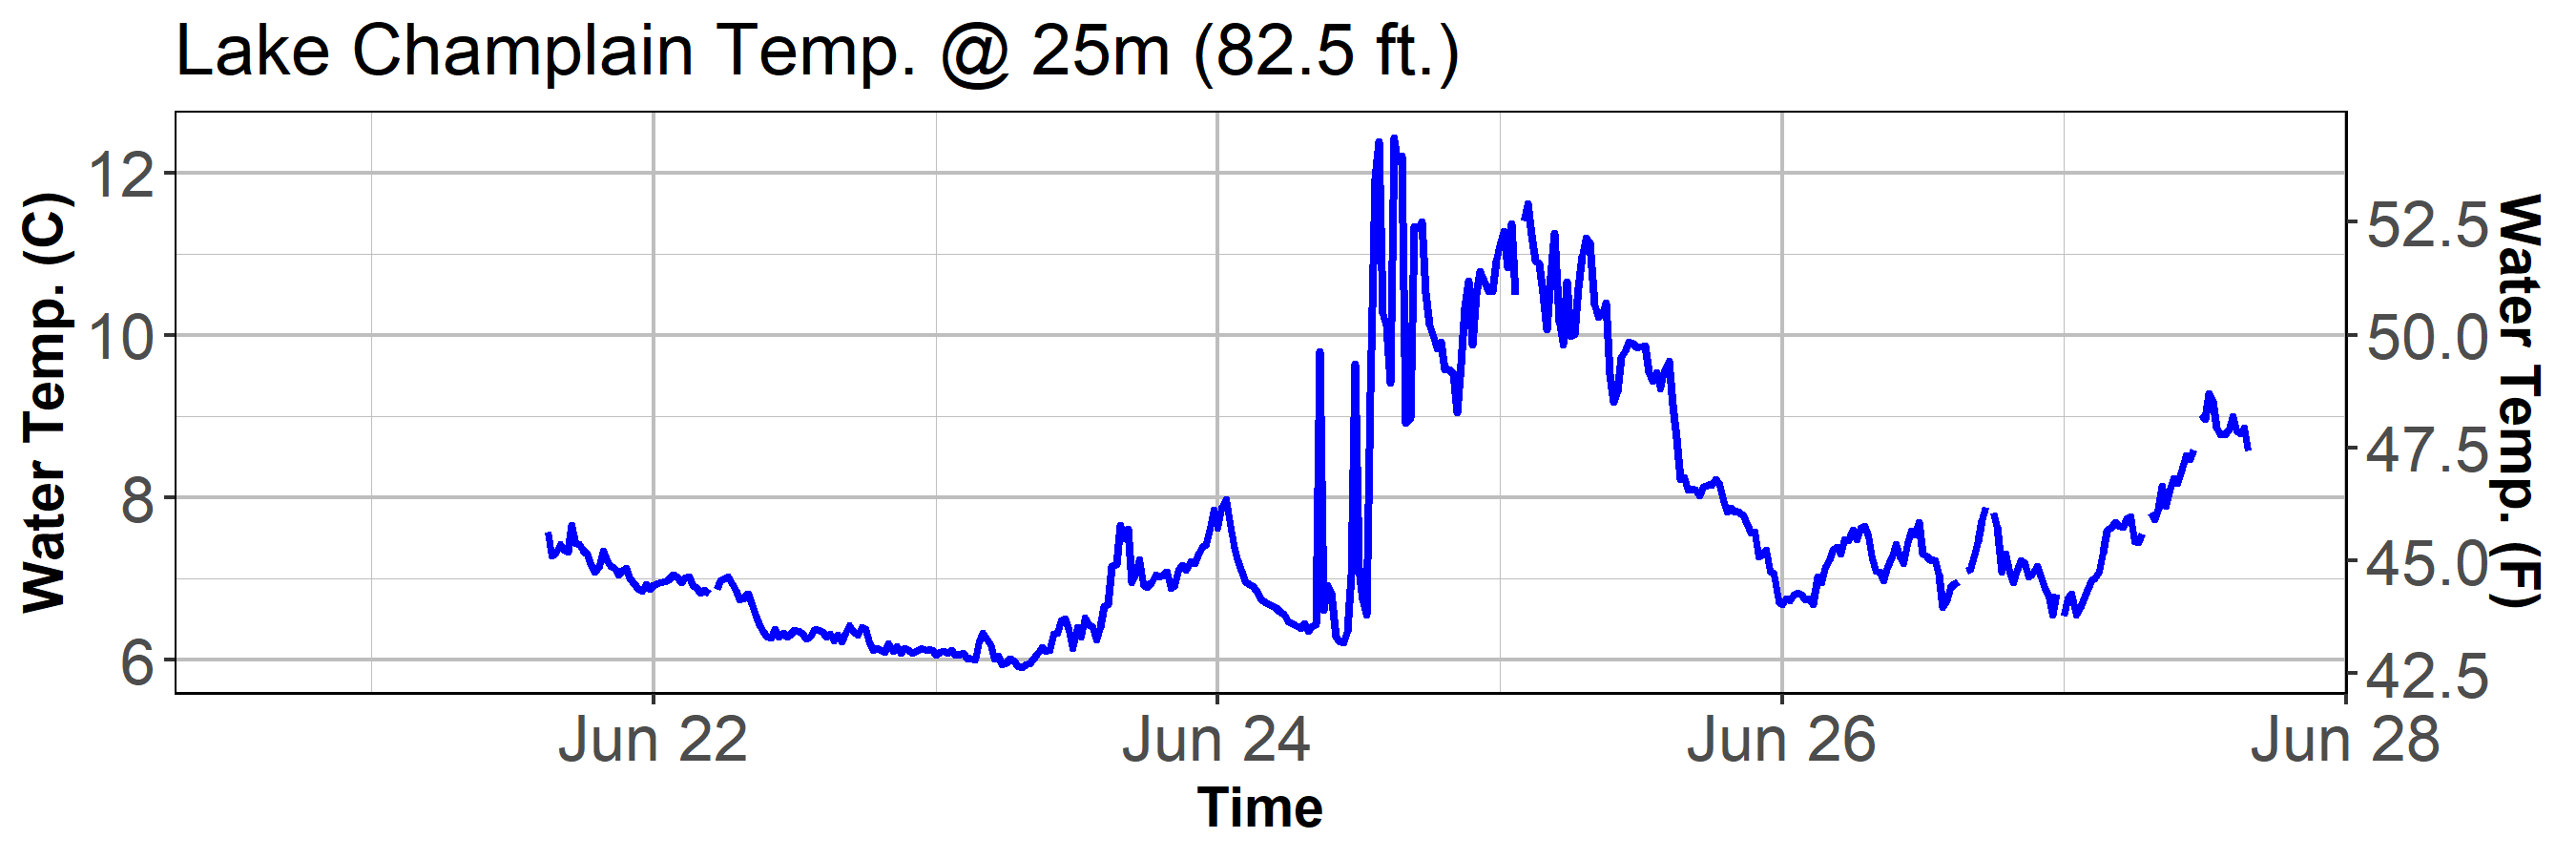 Lake Champlain Temp. @ 25m (82.5 ft.)
Water Temp. (C)
12
10
8
6
52.5
50.0
47.5
45.0
42.5
Water Temp. (F)
Jun 22
Jun 24
Jun 26
Jun 28
Time